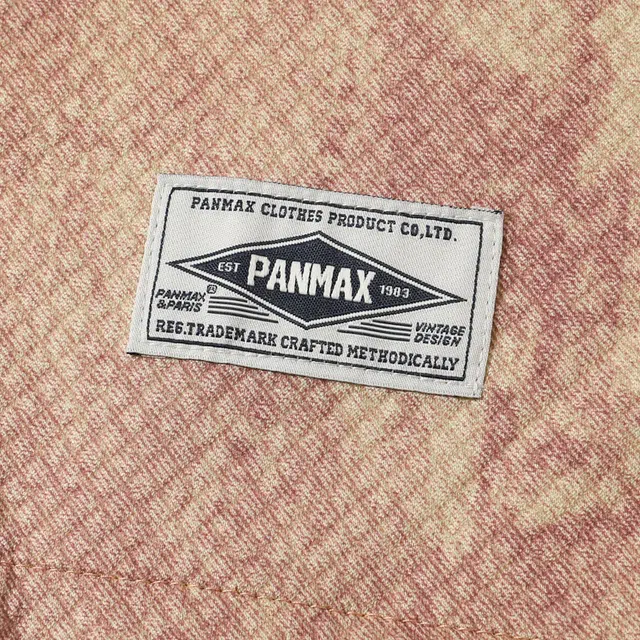 PANMAX CLOTHES PRODUCT CO,LTD.
EST PANMAX 1983
PANMAX ®
&PARIS
VINTAGE
DESIGN
REG.TRADEMARK CRAFTED METHODICALLY